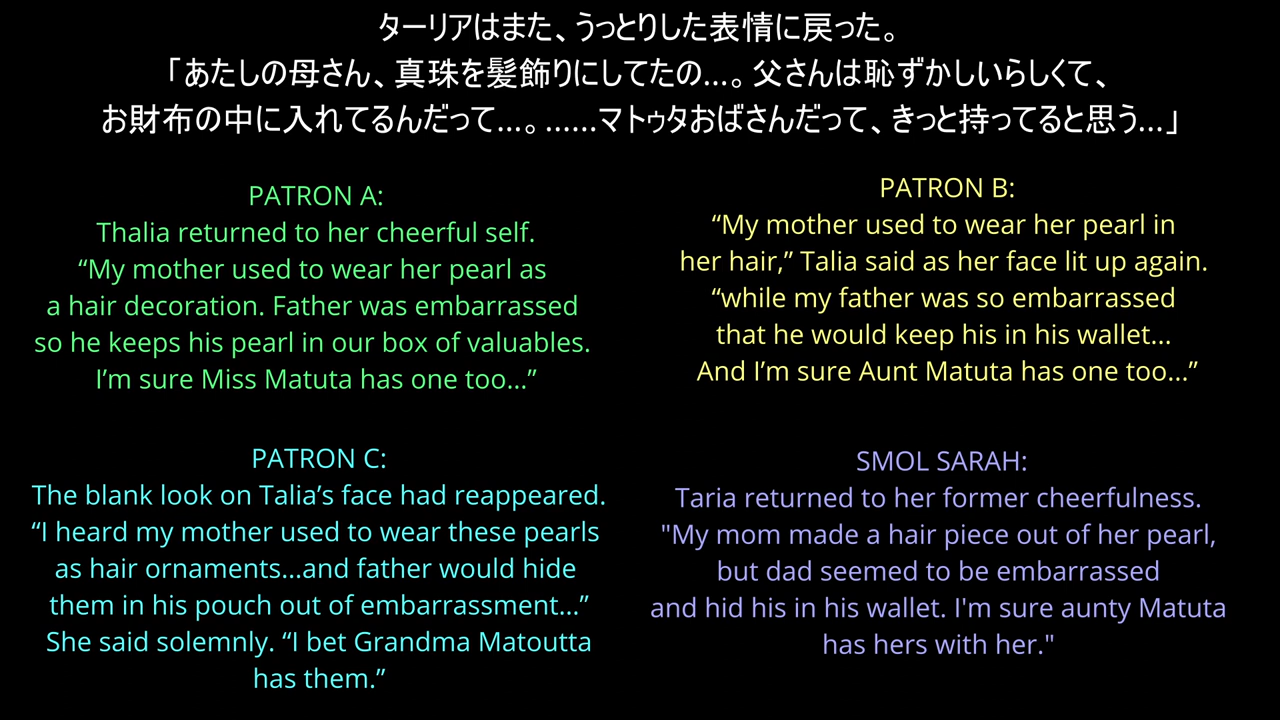 ターリアはまた、うっとりした表情に戻った。
「あたしの母さん、真珠を髪飾りにしてたの…。父さんは恥ずかしいらしくて、
お財布の中に入れてるんだって…。……マトゥタおばさんだって、きっと持ってると思う…」
PATRON A:
Thalia returned to her cheerful self.
“My mother used to wear her pearl as
a hair decoration. Father was embarrassed
so he keeps his pearl in our box of valuables.
I’m sure Miss Matuta has one too...”
PATRON B:
“My mother used to wear her pearl in
her hair,” Talia said as her face lit up again.
“while my father was so embarrassed
that he would keep his in his wallet...
And I’m sure Aunt Matuta has one too...”
PATRON C:
The blank look on Talia’s face had reappeared.
“I heard my mother used to wear these pearls
as hair ornaments...and father would hide
them in his pouch out of embarrassment...”
She said solemnly. “I bet Grandma Matoutta
has them.”
SMOL SARAH:
Taria returned to her former cheerfulness.
"My mom made a hair piece out of her pearl,
but dad seemed to be embarrassed
and hid his in his wallet. I'm sure aunty Matuta
has hers with her."